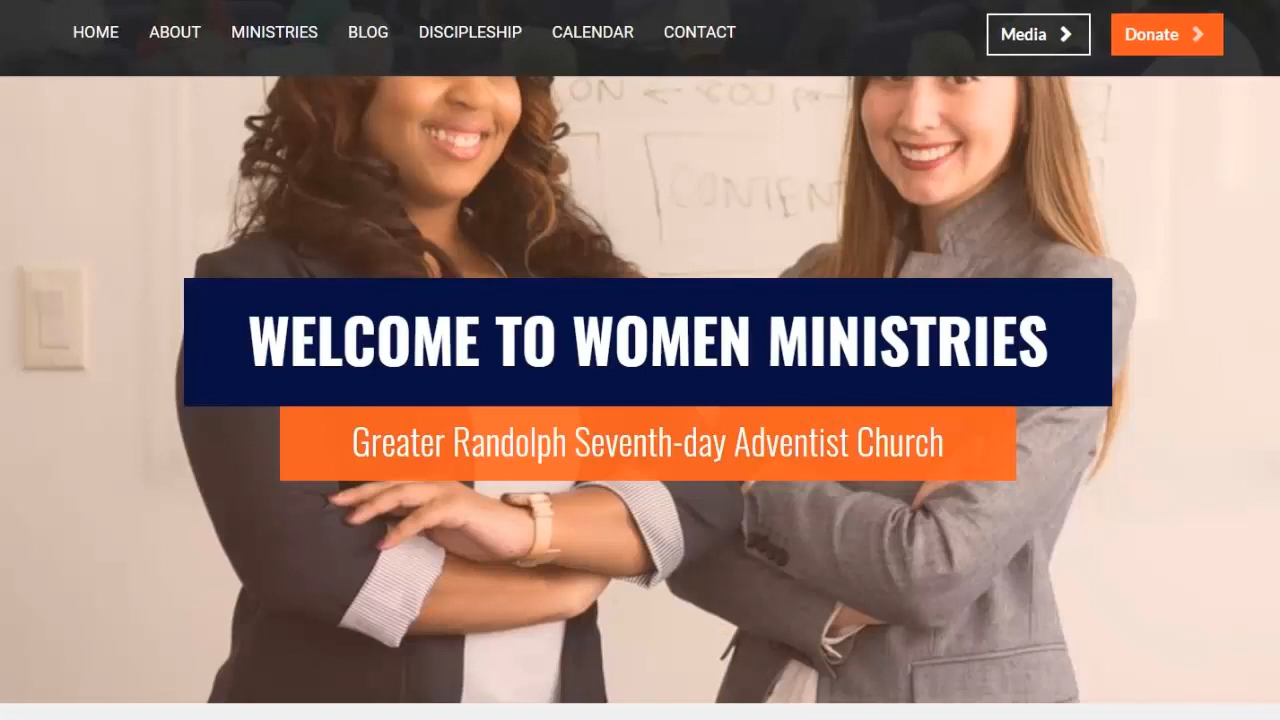 HOME ABOUT MINISTRIES BLOG DISCIPLESHIP CALENDAR CONTACT Media Donate
CONTEN
WELCOME TO WOMEN MINISTRIES
Greater Randolph Seventh-day Adventist Church